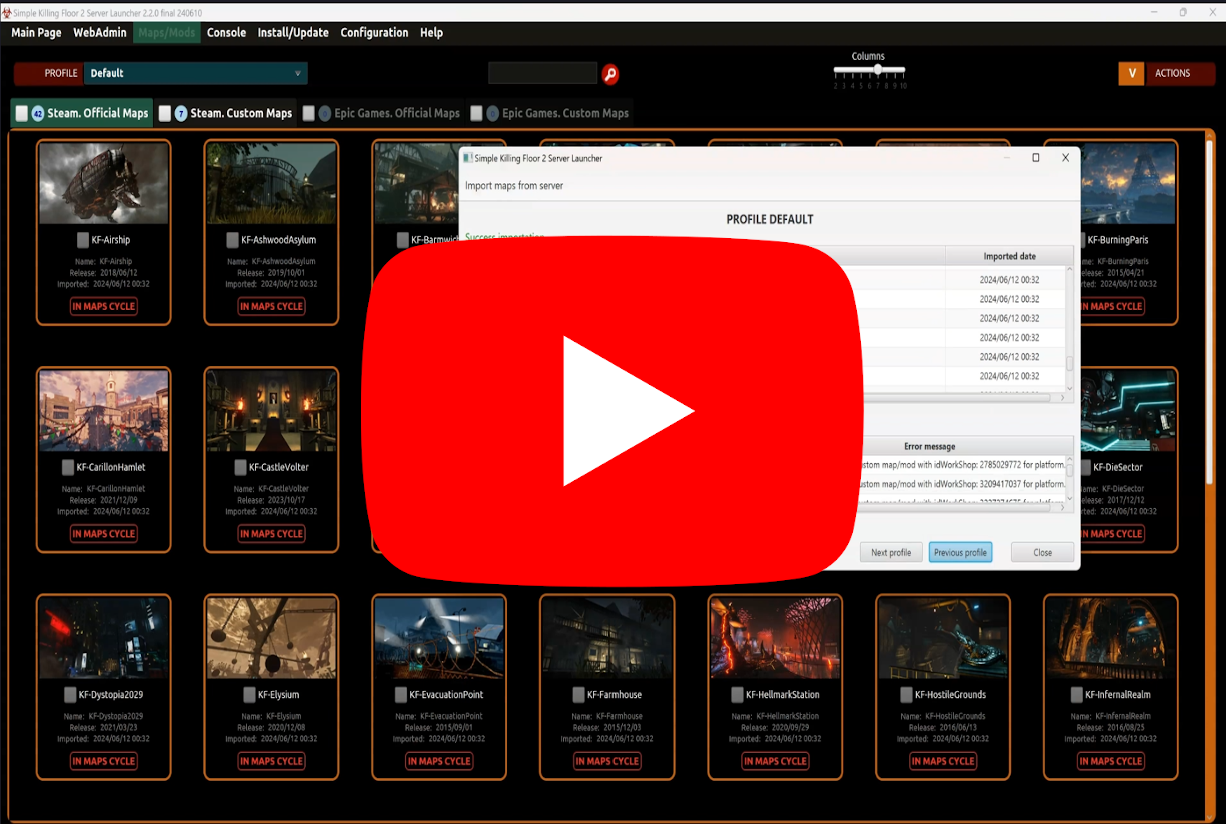 Simple Killing Floor 2 Server Launcher 2.2.0 final 240610
Main Page WebAdmin Maps/Mods Console Install/Update Configuration Help
PROFILE Default
Columns
2 3 4 5 6 7 8 9 10
V ACTIONS
42 Steam. Official Maps 7 Steam. Custom Maps Epic Games. Official Maps Epic Games. Custom Maps
KF-Airship
Name: KF-Airship
Release: 2018/06/12
Imported: 2024/06/12 00:32
IN MAPS CYCLE
KF-AshwoodAsylum
Name: KF-AshwoodAsylum
Release: 2019/10/01
Imported: 2024/06/12 00:32
IN MAPS CYCLE
Simple Killing Floor 2 Server Launcher
Import maps from server
PROFILE DEFAULT
Imported date
2024/06/12 00:32
2024/06/12 00:32
2024/06/12 00:32
2024/06/12 00:32
2024/06/12 00:32
2024/06/12 00:32
Error message
ustom map/mod with idWorkShop: 2785029772 for platform.
ustom map/mod with idWorkShop: 3209417037 for platform.
Next profile Previous profile Close
KF-BurningParis
me: KF-BurningParis
elease: 2015/04/21
rted: 2024/06/12 00:32
IN MAPS CYCLE
KF-CarillonHamlet
Name: KF-CarillonHamlet
Release: 2021/12/09
Imported: 2024/06/12 00:32
IN MAPS CYCLE
KF-CastleVolter
Name: KF-CastleVolter
Release: 2023/10/17
Imported: 2024/06/12 00:32
IN MAPS CYCLE
KF-DieSector
Name: KF-DieSector
Release: 2017/12/12
rted: 2024/06/12 00:32
IN MAPS CYCLE
KF-Dystopia2029
Name: KF-Dystopia2029
Release: 2021/03/23
Imported: 2024/06/12 00:32
IN MAPS CYCLE
KF-Elysium
Name: KF-Elysium
Release: 2020/12/08
Imported: 2024/06/12 00:32
IN MAPS CYCLE
KF-EvacuationPoint
Name: KF-EvacuationPoint
Release: 2015/09/01
Imported: 2024/06/12 00:32
IN MAPS CYCLE
KF-Farmhouse
Name: KF-Farmhouse
Release: 2015/12/03
Imported: 2024/06/12 00:32
IN MAPS CYCLE
KF-HellmarkStation
Name: KF-HellmarkStation
Release: 2020/09/29
Imported: 2024/06/12 00:32
IN MAPS CYCLE
KF-HostileGrounds
Name: KF-HostileGrounds
Release: 2016/06/13
Imported: 2024/06/12 00:32
IN MAPS CYCLE
KF-InfernalRealm
Name: KF-InfernalRealm
Release: 2016/08/25
Imported: 2024/06/12 00:32
IN MAPS CYCLE